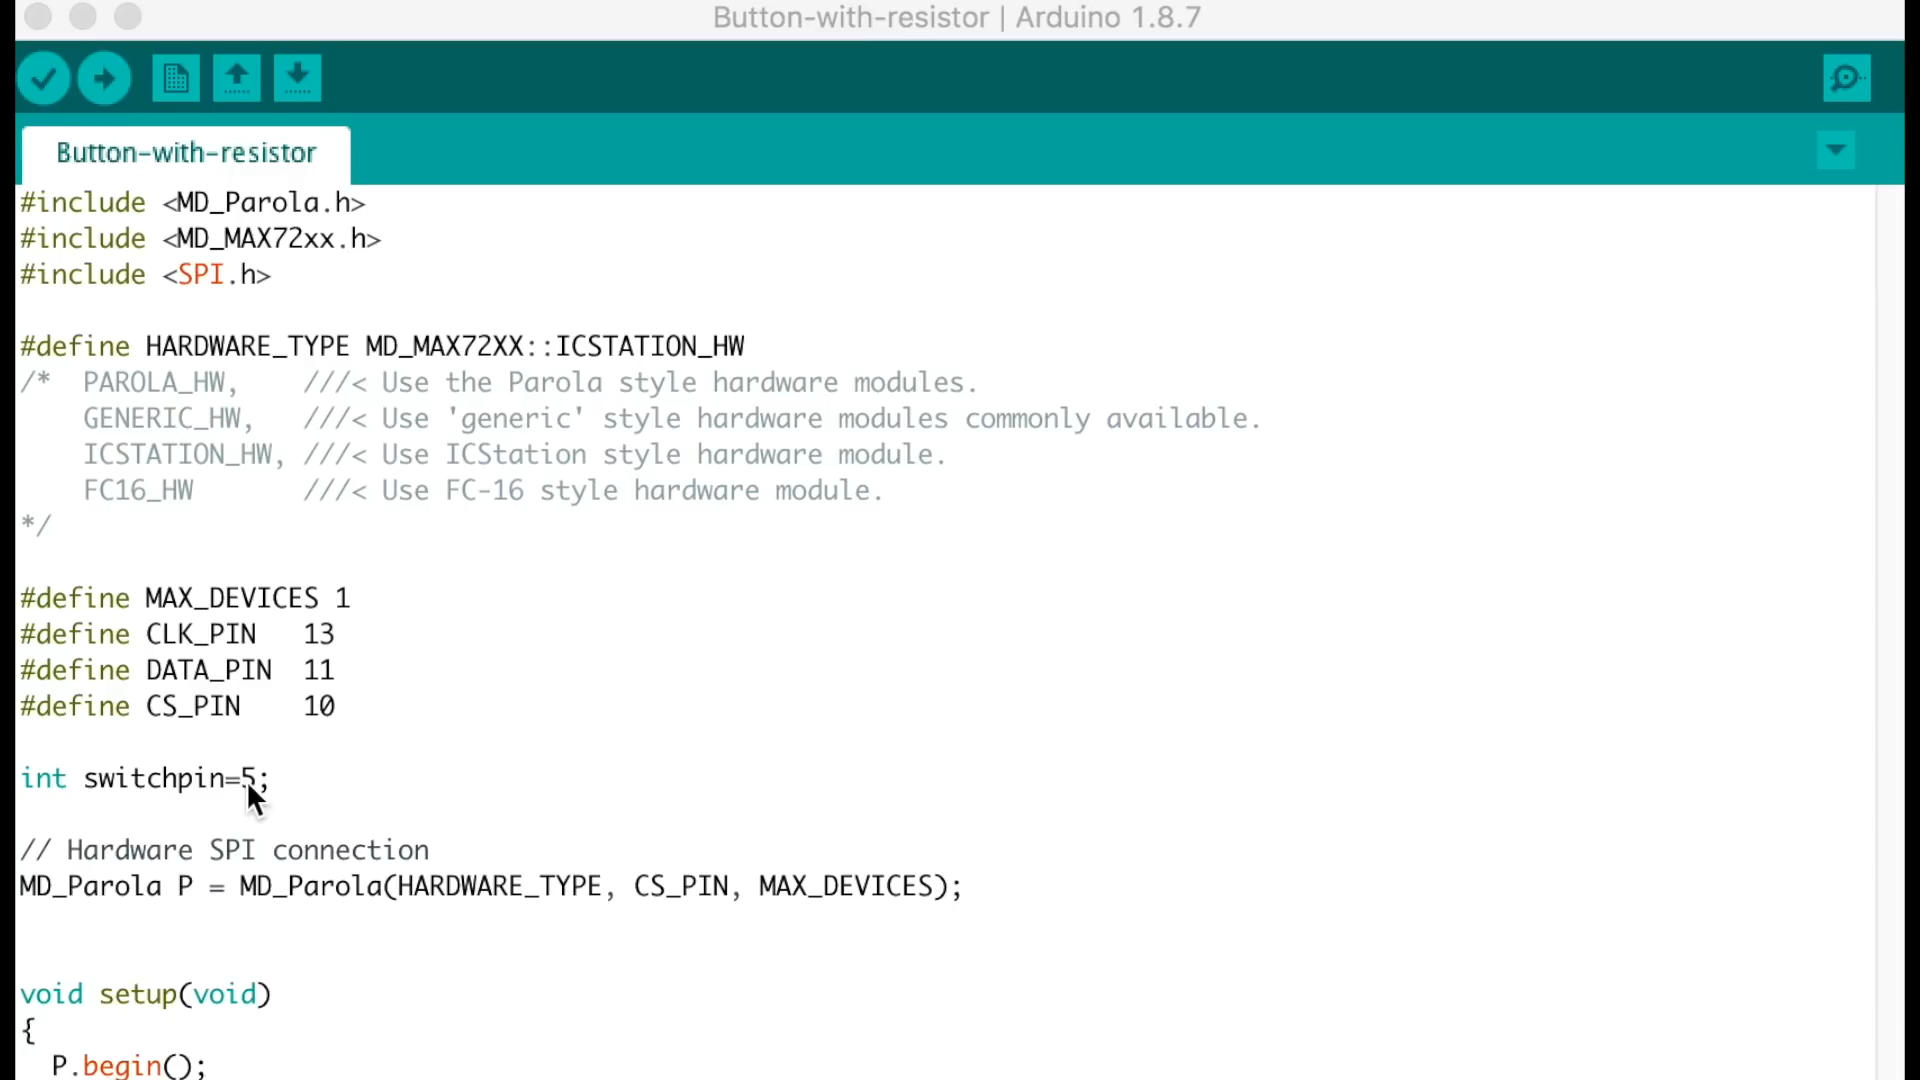 Button-with-resistor | Arduino 1.8.7
Button-with-resistor
#include <MD_Parola.h>
#include <MD_MAX72xx.h>
#include <SPI.h>
#define HARDWARE_TYPE MD_MAX72XX::ICSTATION_HW
/*  PAROLA_HW,    ///< Use the Parola style hardware modules.
    GENERIC_HW,   ///< Use 'generic' style hardware modules commonly available.
    ICSTATION_HW, ///< Use ICStation style hardware module.
    FC16_HW       ///< Use FC-16 style hardware module.
*/
#define MAX_DEVICES 1
#define CLK_PIN   13
#define DATA_PIN  11
#define CS_PIN    10
int switchpin=5;
// Hardware SPI connection
MD_Parola P = MD_Parola(HARDWARE_TYPE, CS_PIN, MAX_DEVICES);
void setup(void)
{
  P.begin();